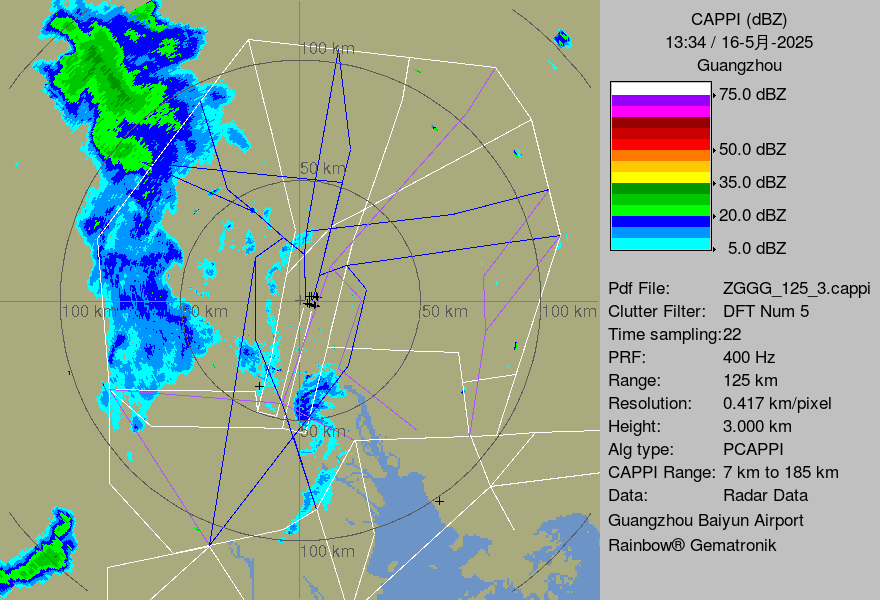 CAPPI (dBZ)
13:34 / 16-5月-2025
Guangzhou
75.0 dBZ
50.0 dBZ
35.0 dBZ
20.0 dBZ
5.0 dBZ
Pdf File: ZGGG_125_3.cappi
Clutter Filter: DFT Num 5
Time sampling:22
PRF: 400 Hz
Range: 125 km
Resolution: 0.417 km/pixel
Height: 3.000 km
Alg type: PCAPPI
CAPPI Range: 7 km to 185 km
Data: Radar Data
Guangzhou Baiyun Airport
Rainbow® Gematronik
100 km
50 km
100 km
50 km
50 km
100 km
50 km
100 km